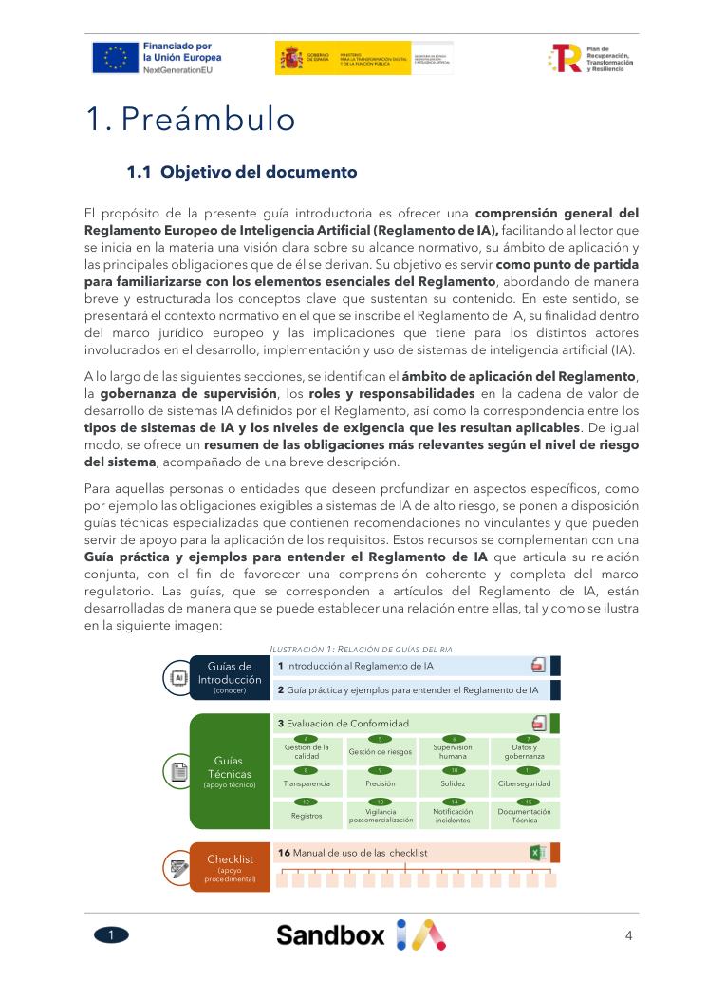 Financiado por
la Unión Europea
NextGenerationEU
GOBIERNO
DE ESPAÑA
MINISTERIO
PARA LA TRANSFORMACIÓN DIGITAL
Y DE LA FUNCIÓN PÚBLICA
SECRETARÍA DE ESTADO
DE DIGITALIZACIÓN
E INTELIGENCIA ARTIFICIAL
Plan de
Recuperación,
Transformación
y Resiliencia
1. Preámbulo
1.1 Objetivo del documento
El propósito de la presente guía introductoria es ofrecer una comprensión general del
Reglamento Europeo de Inteligencia Artificial (Reglamento de IA), facilitando al lector que
se inicia en la materia una visión clara sobre su alcance normativo, su ámbito de aplicación y
las principales obligaciones que de él se derivan. Su objetivo es servir como punto de partida
para familiarizarse con los elementos esenciales del Reglamento, abordando de manera
breve y estructurada los conceptos clave que sustentan su contenido. En este sentido, se
presentará el contexto normativo en el que se inscribe el Reglamento de IA, su finalidad dentro
del marco jurídico europeo y las implicaciones que tiene para los distintos actores
involucrados en el desarrollo, implementación y uso de sistemas de inteligencia artificial (IA).
A lo largo de las siguientes secciones, se identifican el ámbito de aplicación del Reglamento,
la gobernanza de supervisión, los roles y responsabilidades en la cadena de valor de
desarrollo de sistemas IA definidos por el Reglamento, así como la correspondencia entre los
tipos de sistemas de IA y los niveles de exigencia que les resultan aplicables. De igual
modo, se ofrece un resumen de las obligaciones más relevantes según el nivel de riesgo
del sistema, acompañado de una breve descripción.
Para aquellas personas o entidades que deseen profundizar en aspectos específicos, como
por ejemplo las obligaciones exigibles a sistemas de IA de alto riesgo, se ponen a disposición
guías técnicas especializadas que contienen recomendaciones no vinculantes y que pueden
servir de apoyo para la aplicación de los requisitos. Estos recursos se complementan con una
Guía práctica y ejemplos para entender el Reglamento de IA que articula su relación
conjunta, con el fin de favorecer una comprensión coherente y completa del marco
regulatorio. Las guías, que se corresponden a artículos del Reglamento de IA, están
desarrolladas de manera que se puede establecer una relación entre ellas, tal y como se ilustra
en la siguiente imagen:
ILUSTRACIÓN 1: RELACIÓN DE GUÍAS DEL RIA
AI
Guías de
Introducción
(conocer)
1 Introducción al Reglamento de IA
2 Guía práctica y ejemplos para entender el Reglamento de IA
Guías
Técnicas
(apoyo técnico)
3 Evaluación de Conformidad
4
Gestión de la
calidad
5
Gestión de riesgos
6
Supervisión
humana
7
Datos y
gobernanza
8
Transparencia
9
Precisión
10
Solidez
11
Ciberseguridad
12
Registros
13
Vigilancia
poscomercialización
14
Notificación
incidentes
15
Documentación
Técnica
Checklist
(apoyo
procedimental)
16 Manual de uso de las checklist
1
Sandbox
4